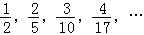 1/2, 2/5, 3/10, 4/17, …